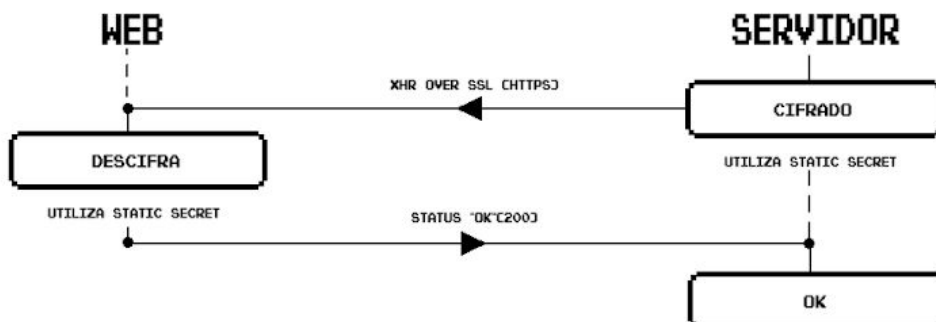 WEB
SERVIDOR
XHR OVER SSL (HTTPS)
CIFRADO
DESCIFRA
UTILIZA STATIC SECRET
UTILIZA STATIC SECRET
STATUS "OK"(200)
OK